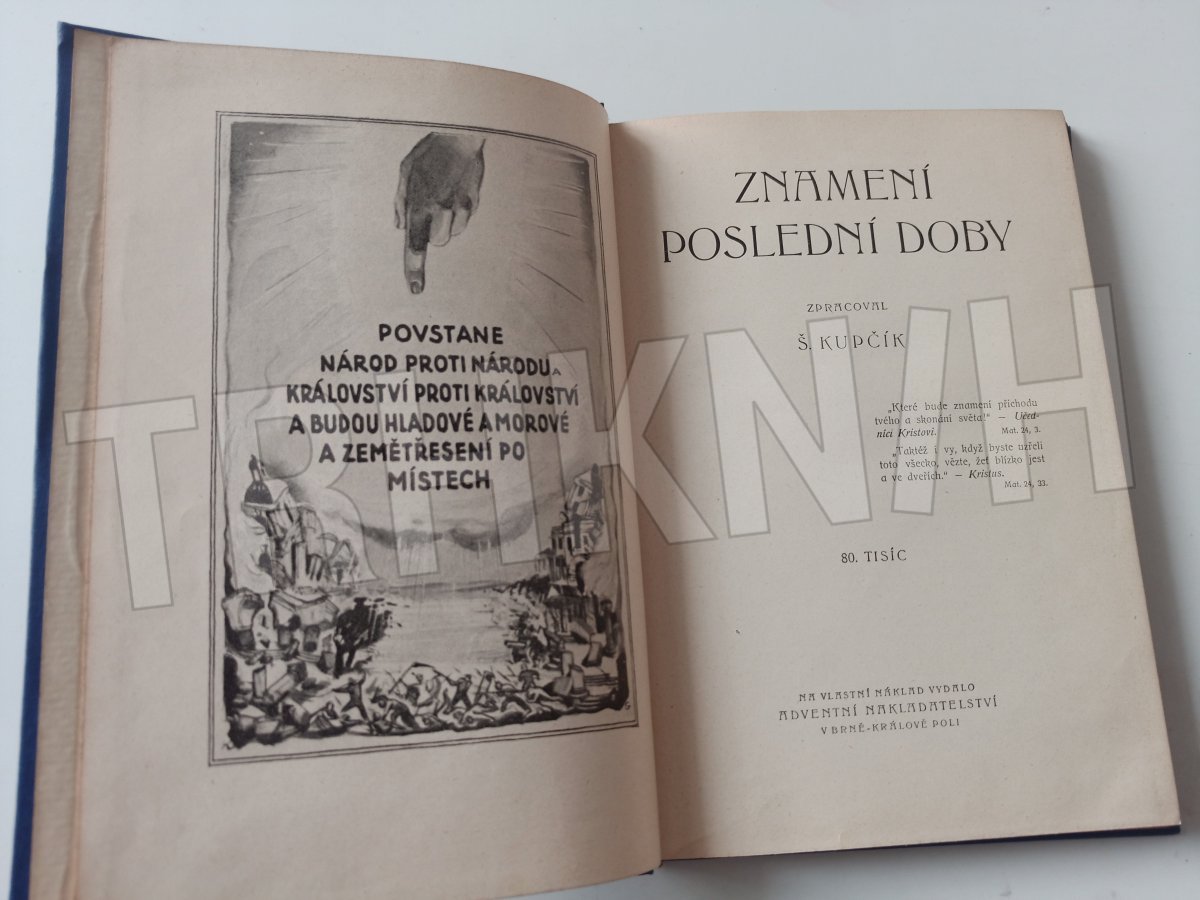 POVSTANE
NÁROD PROTI NÁRODU A
KRÁLOVSTVÍ PROTI KRÁLOVSTVÍ
A BUDOU HLADOVÉ A MOROVÉ
A ZEMĚTŘESENÍ PO
MÍSTECH
ZNAMENÍ
POSLEDNÍ DOBY
ZPRACOVAL
Š. KUPČÍK
„Které bude znamení příchodu
tvého a skonání světa!“ — Učed-
níci Kristovi. Mat. 24, 3.
„Taktéž i vy, když byste uzřeli
toto všecko, vězte, žeť blízko jest
a ve dveřích.“ — Kristus.
Mat. 24, 33.
80. TISÍC
NA VLASTNÍ NÁKLAD VYDALO
ADVENTNÍ NAKLADATELSTVÍ
V BRNĚ-KRÁLOVĚ POLI